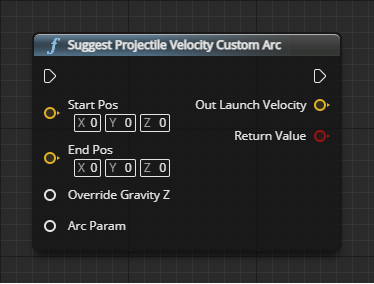 f Suggest Projectile Velocity Custom Arc
Start Pos
X 0 Y 0 Z 0
Out Launch Velocity
Return Value
End Pos
X 0 Y 0 Z 0
Override Gravity Z
Arc Param